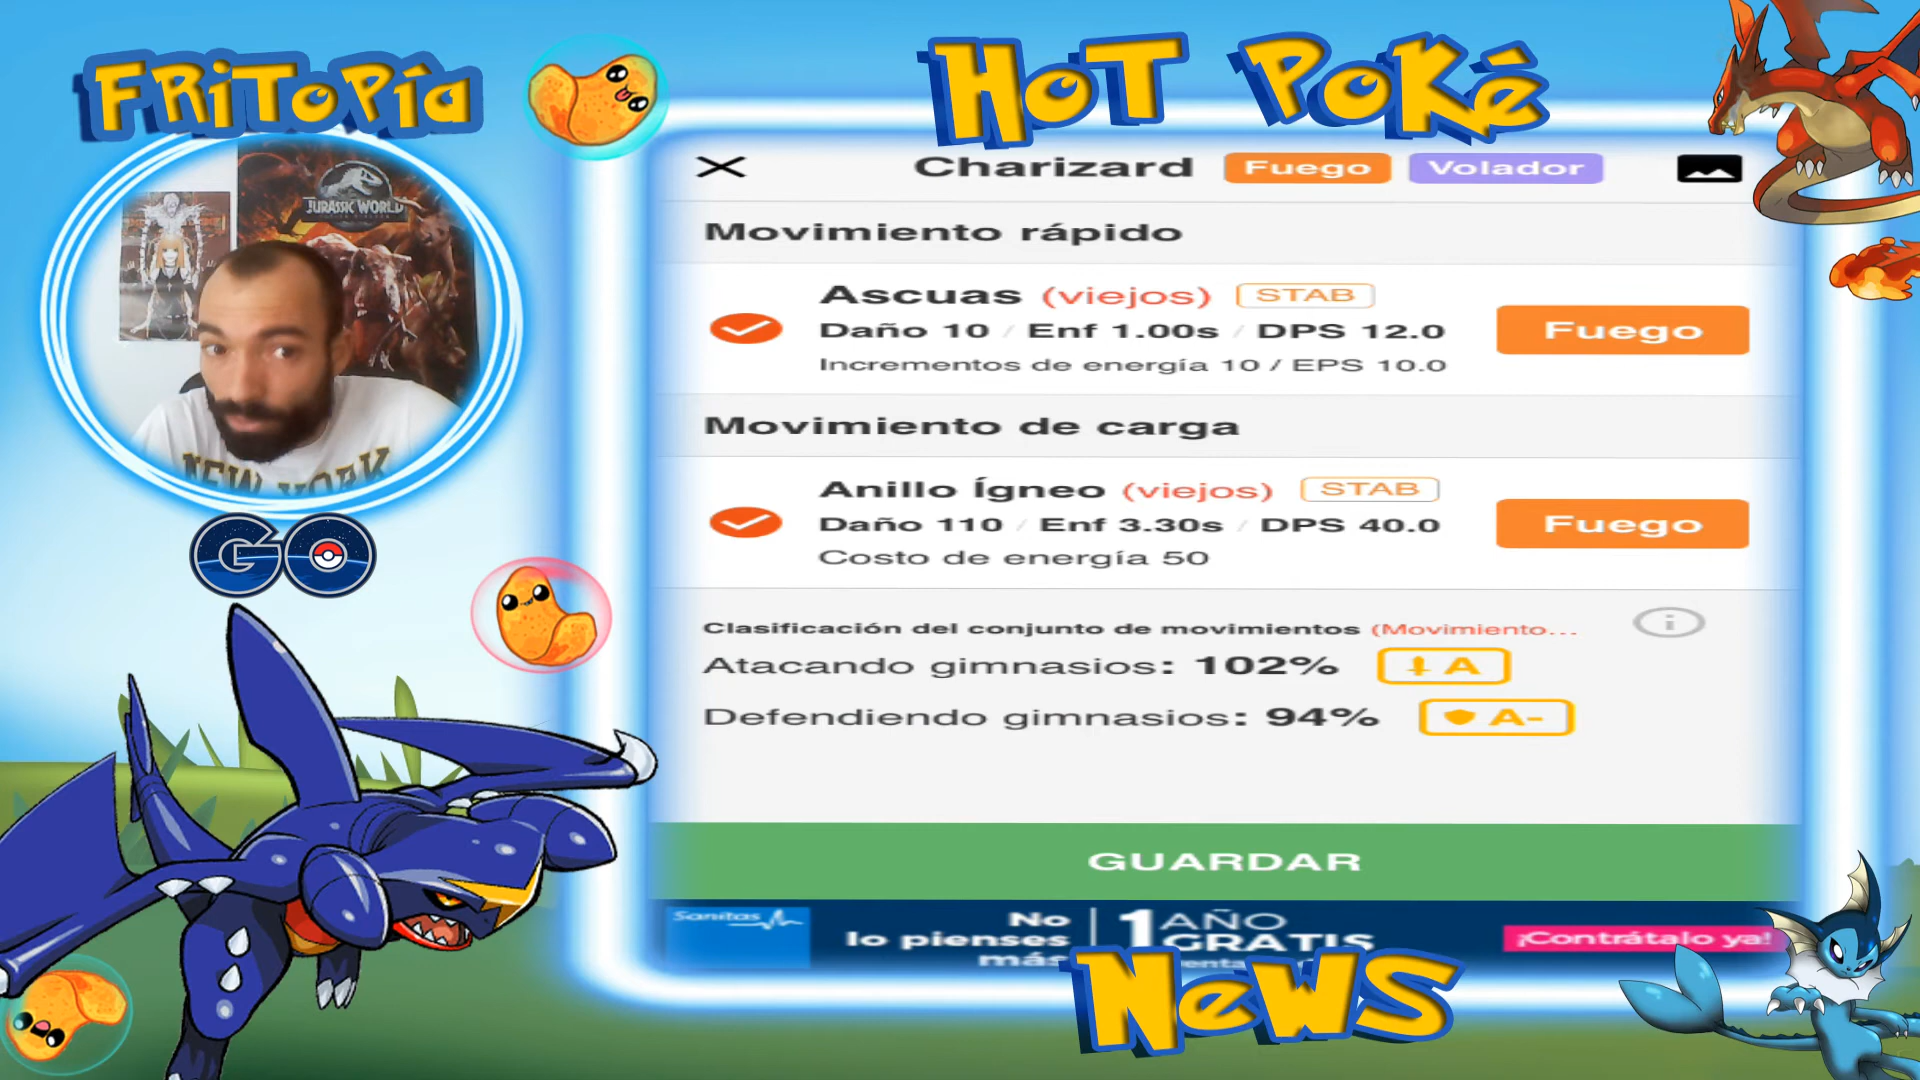 FRiToPía
HoT PoKé
JURASSIC WORLD
NEW YORK
GO
Charizard Fuego Volador
Movimiento rápido
Ascuas (viejos) STAB
Daño 10 / Enf 1.00s / DPS 12.0
Fuego
Incrementos de energía 10 / EPS 10.0
Movimiento de carga
Anillo Ígneo (viejos) STAB
Daño 110 / Enf 3.30s / DPS 40.0
Fuego
Costo de energía 50
Clasificación del conjunto de movimientos (Movimiento...
Atacando gimnasios: 102% A
Defendiendo gimnasios: 94% A-
GUARDAR
Sanitas
No
lo pienses
más
1 AÑO
GRATIS
¡Contrátalo ya!
NeWS